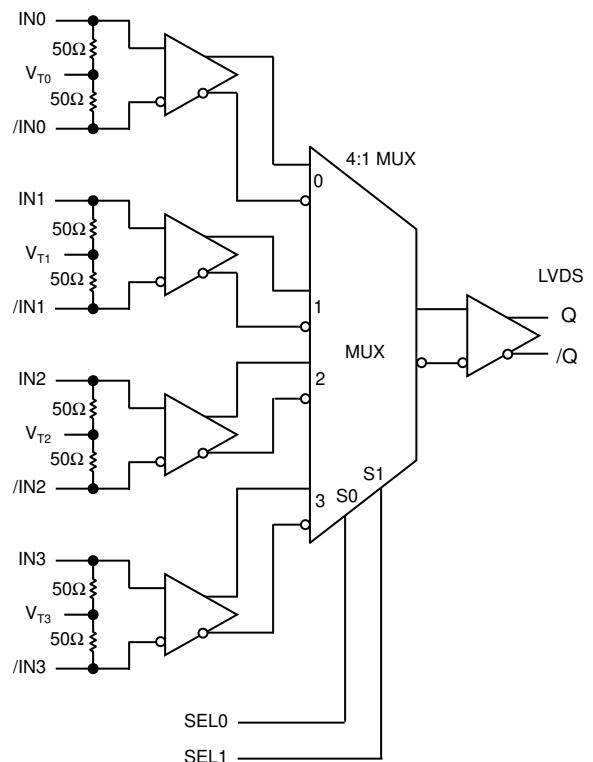 IN0
50Ω
VT0
50Ω
/IN0
4:1 MUX
0
IN1
50Ω
VT1
50Ω
/IN1
1
LVDS
Q
/Q
MUX
IN2
50Ω
VT2
50Ω
/IN2
2
S1
S0
3
IN3
50Ω
VT3
50Ω
/IN3
SEL0
SEL1